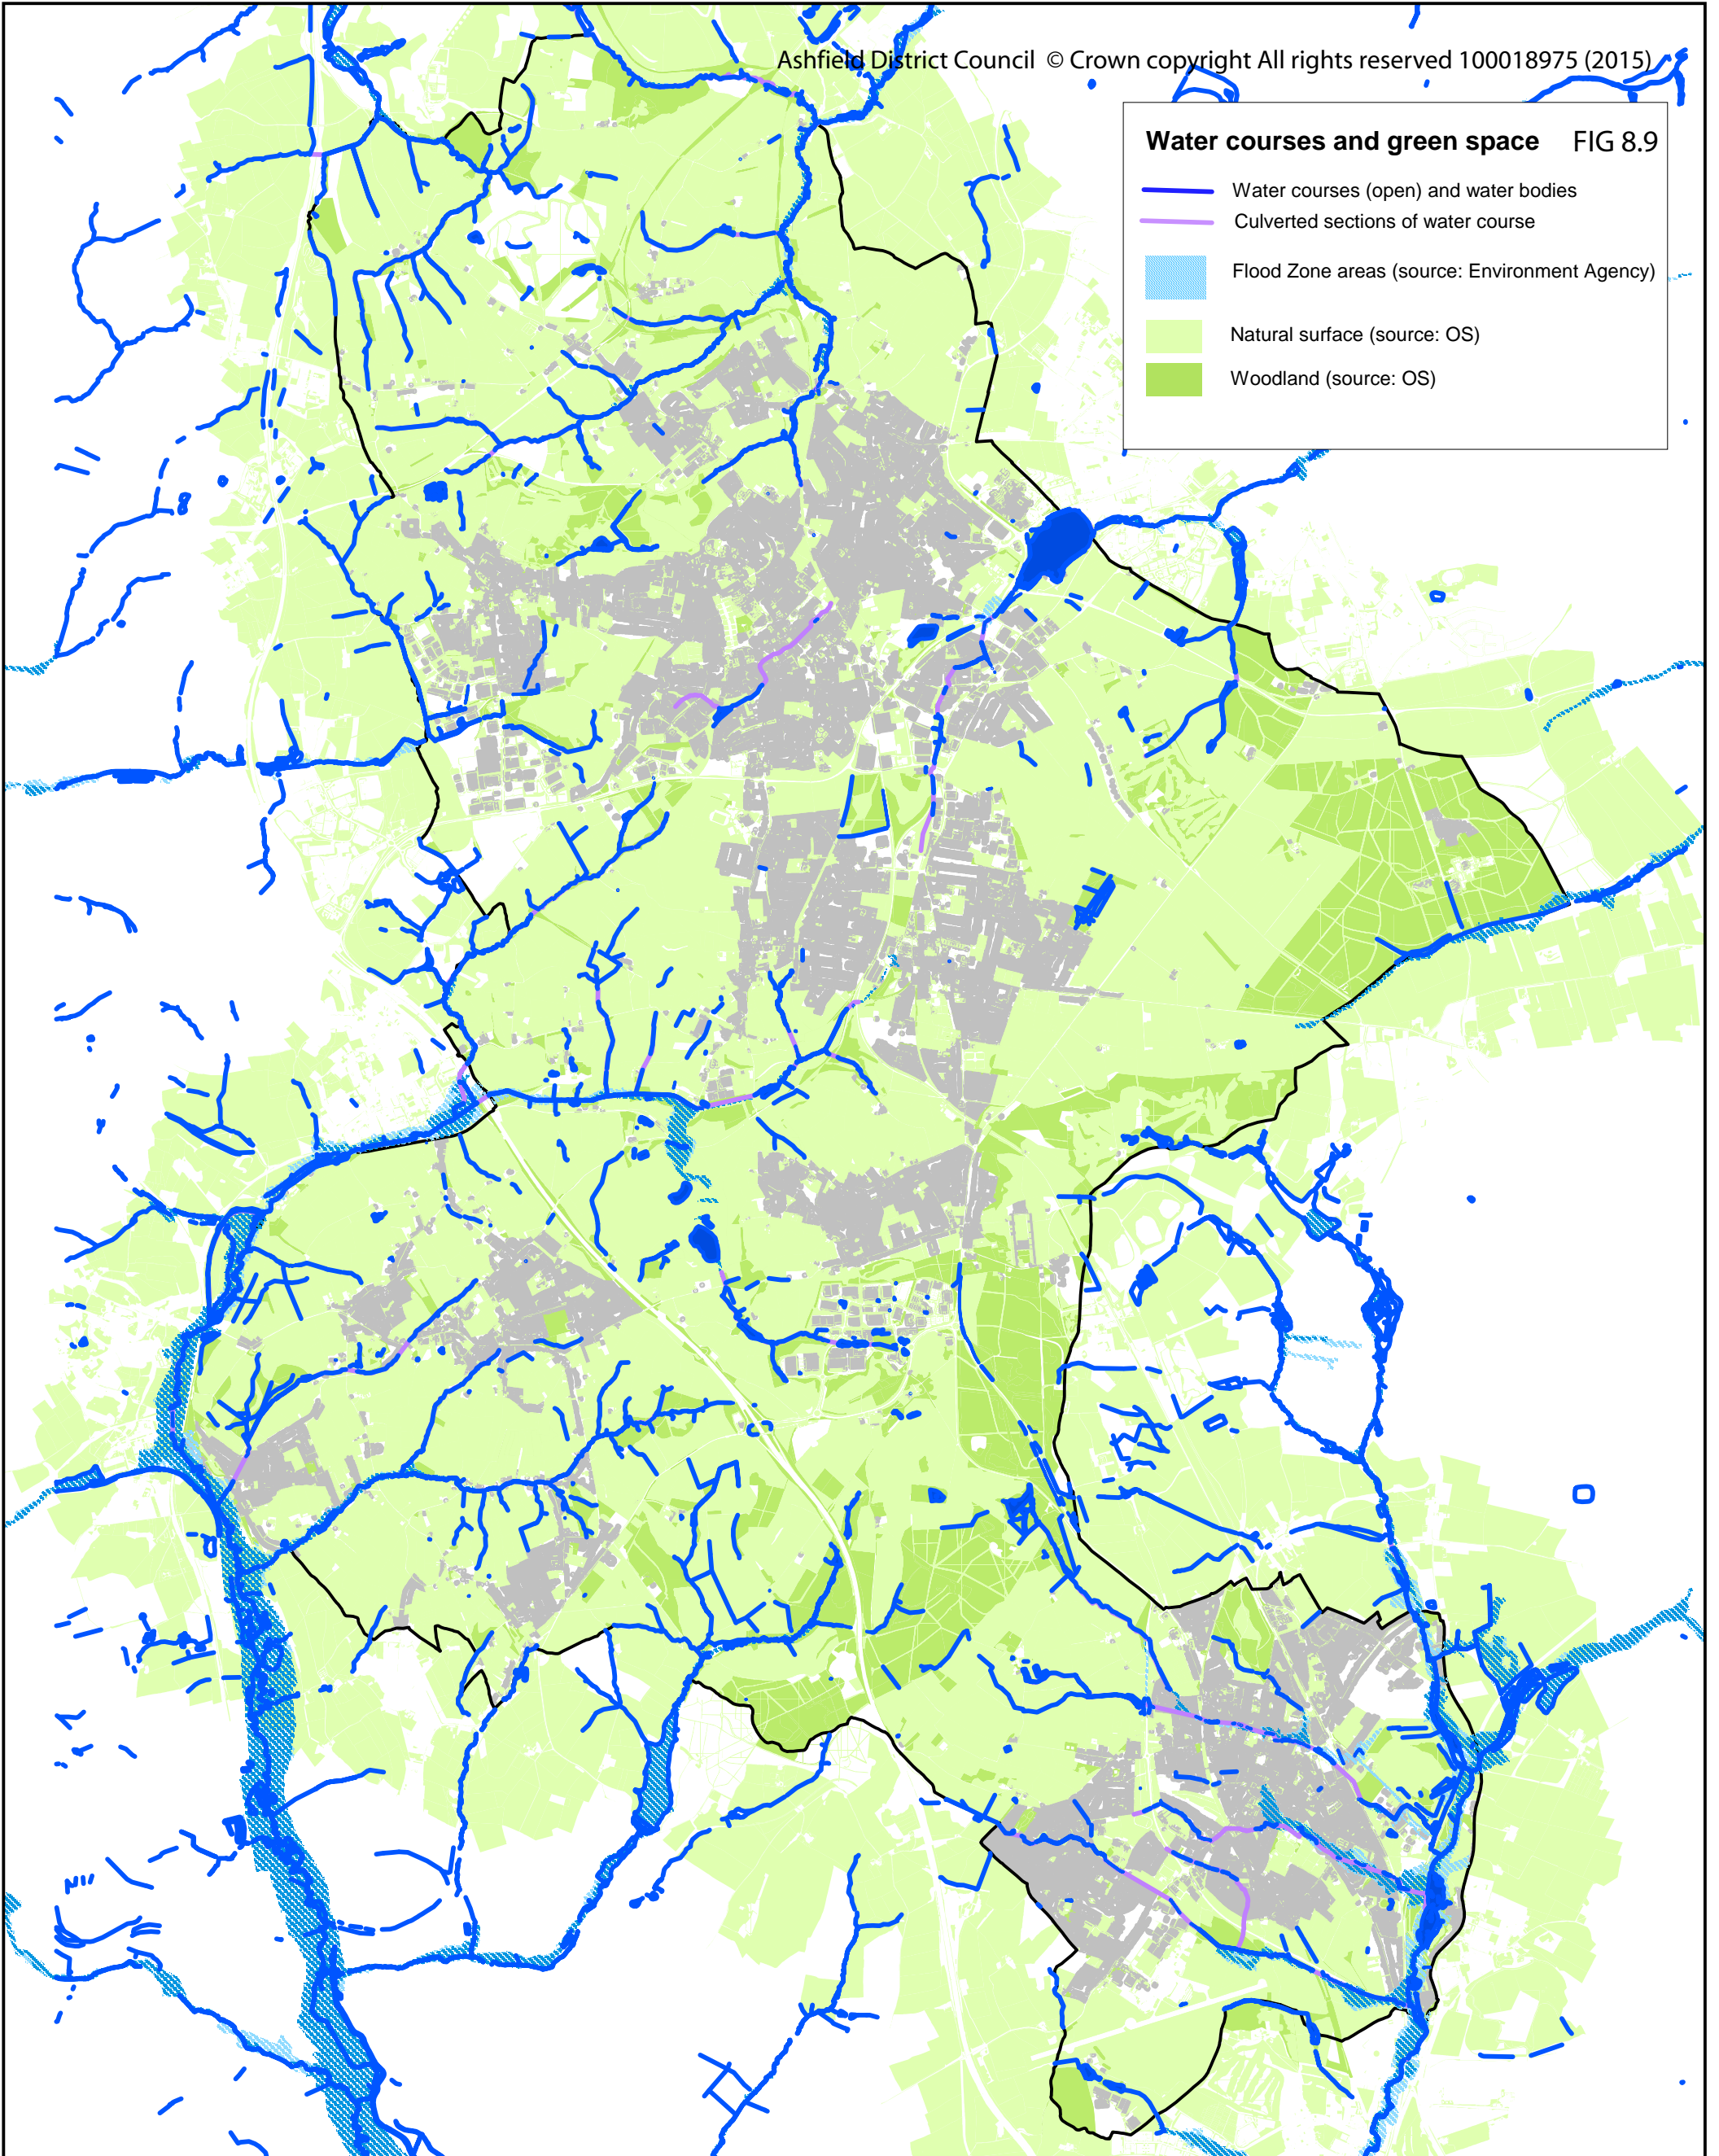 Ashfield District Council © Crown copyright All rights reserved 100018975 (2015)
Water courses and green space FIG 8.9
Water courses (open) and water bodies
Culverted sections of water course
Flood Zone areas (source: Environment Agency)
Natural surface (source: OS)
Woodland (source: OS)